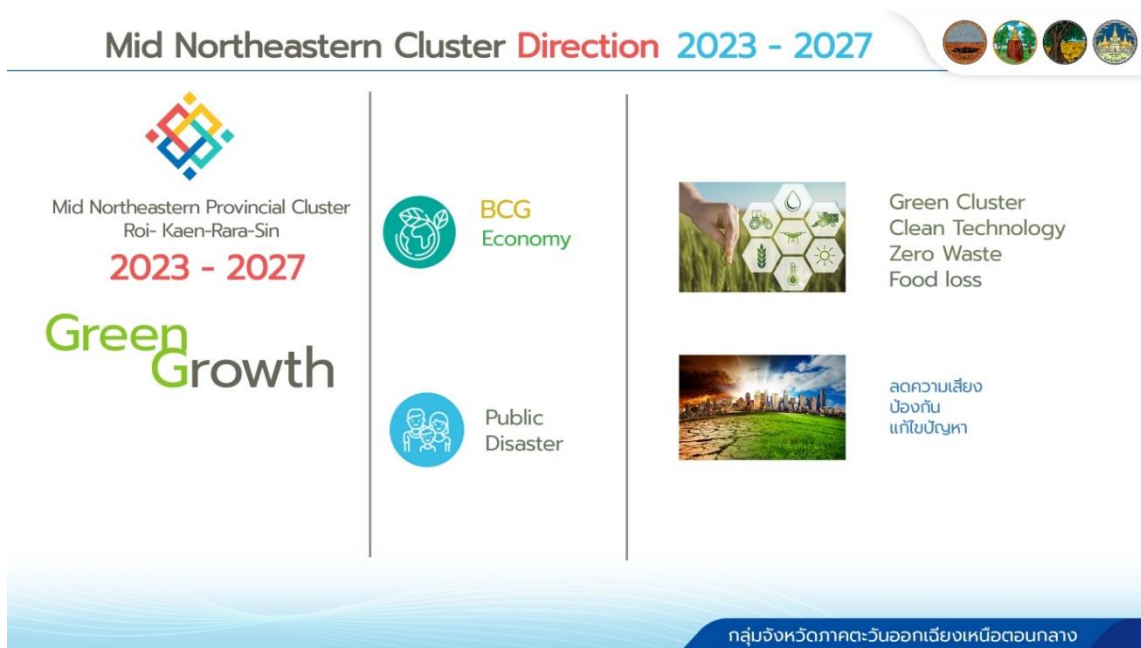 Mid Northeastern Cluster Direction 2023 - 2027
Mid Northeastern Provincial Cluster
Roi- Kaen-Rara-Sin
2023 - 2027
Green
Growth
BCG
Economy
Public
Disaster
Green Cluster
Clean Technology
Zero Waste
Food loss
ลดความเสี่ยง
ป้องกัน
แก้ไขปัญหา
กลุ่มจังหวัดภาคตะวันออกเฉียงเหนือตอนกลาง